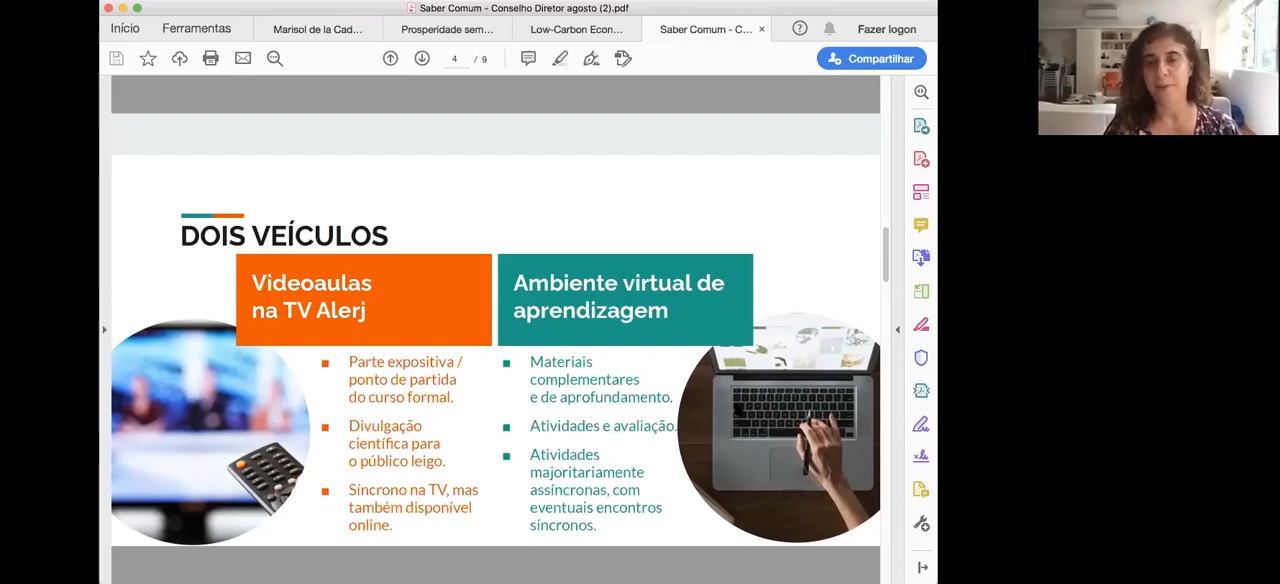 Saber Comum - Conselho Diretor agosto (2).pdf
Início
Ferramentas
Marisol de la Cad...
Prosperidade sem...
Low-Carbon Econ...
Saber Comum - C... ×
Fazer logon
4 / 9
Compartilhar
DOIS VEÍCULOS
Videoaulas
na TV Alerj
Parte expositiva /
ponto de partida
do curso formal.
Divulgação
científica para
o público leigo.
Síncrono na TV, mas
também disponível
online.
Ambiente virtual de
aprendizagem
Materiais
complementares
e de aprofundamento.
Atividades e avaliação.
Atividades
majoritariamente
assíncronas, com
eventuais encontros
síncronos.